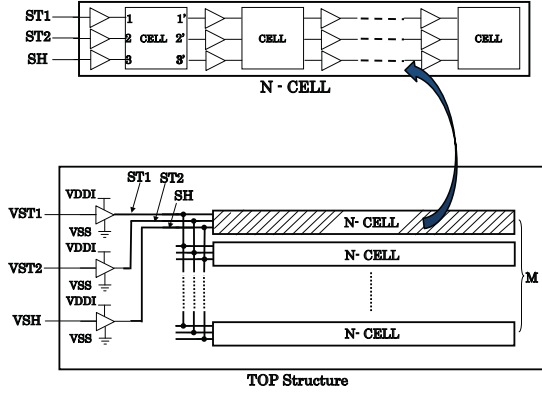 ST1
ST2
SH
1
2
3
CELL
1'
2'
3'
CELL
CELL
N - CELL
ST1
ST2
SH
VDDI
VST1
VSS
VDDI
VST2
VSS
VDDI
VSH
VSS
N- CELL
N- CELL
M
N- CELL
TOP Structure